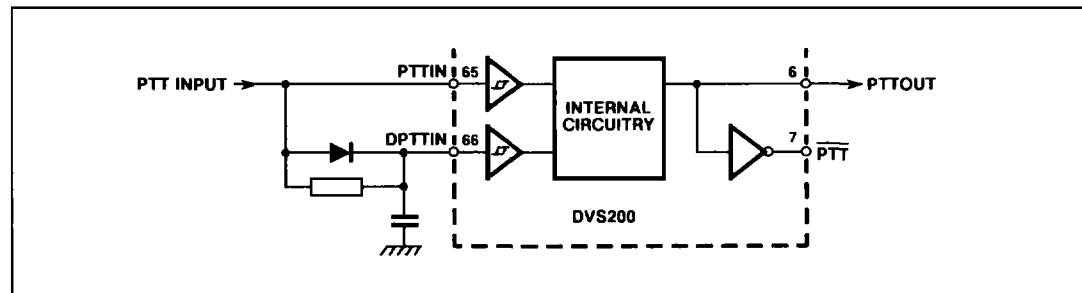 PTT INPUT
PTTIN
65
DPTTIN
66
INTERNAL
CIRCUITRY
6
PTTOUT
7
PTT
DVS200